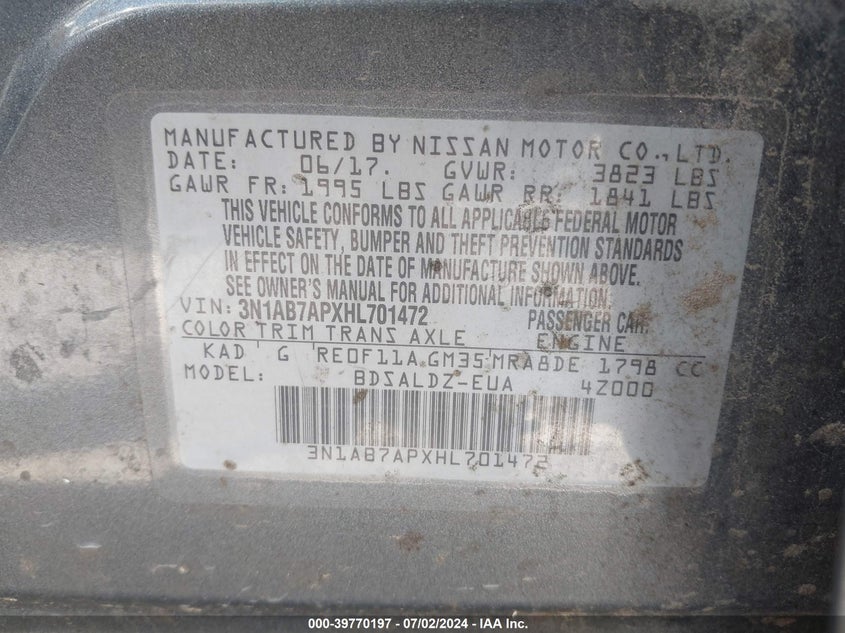 MANUFACTURED BY NISSAN MOTOR CO., LTD.
DATE: 06/17. GVWR: 3823 LBS
GAWR FR: 1995 LBS GAWR RR: 1841 LBS
THIS VEHICLE CONFORMS TO ALL APPLICABLE FEDERAL MOTOR
VEHICLE SAFETY, BUMPER AND THEFT PREVENTION STANDARDS
IN EFFECT ON THE DATE OF MANUFACTURE SHOWN ABOVE.
SEE OWNER'S MANUAL FOR ADDITIONAL INFORMATION.
VIN: 3N1AB7APXHL701472 PASSENGER CAR.
COLOR TRIM TRANS AXLE ENGINE
KAD G RE0F11A GM35 MRA8DE 1798 CC
MODEL: BDSALDZ-EUA 4Z000
3N1AB7APXHL701472
000-39770197 - 07/02/2024 - IAA Inc.